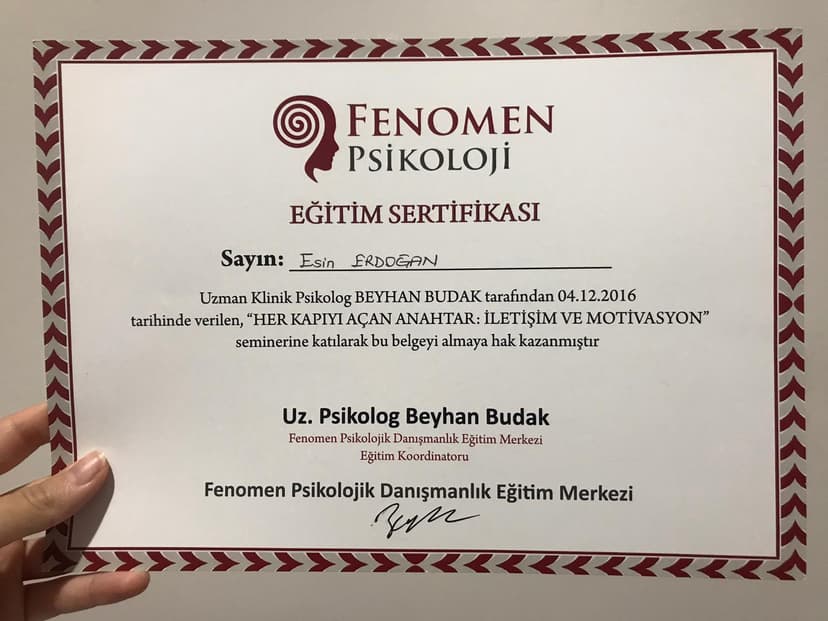 FENOMEN
PSİKOLOJİ
EĞİTİM SERTİFİKASI
Sayın: Esin ERDOĞAN
Uzman Klinik Psikolog BEYHAN BUDAK tarafından 04.12.2016
tarihinde verilen, “HER KAPIYI AÇAN ANAHTAR: İLETİŞİM VE MOTİVASYON”
seminerine katılarak bu belgeyi almaya hak kazanmıştır
Uz. Psikolog Beyhan Budak
Fenomen Psikolojik Danışmanlık Eğitim Merkezi
Eğitim Koordinatoru
Fenomen Psikolojik Danışmanlık Eğitim Merkezi